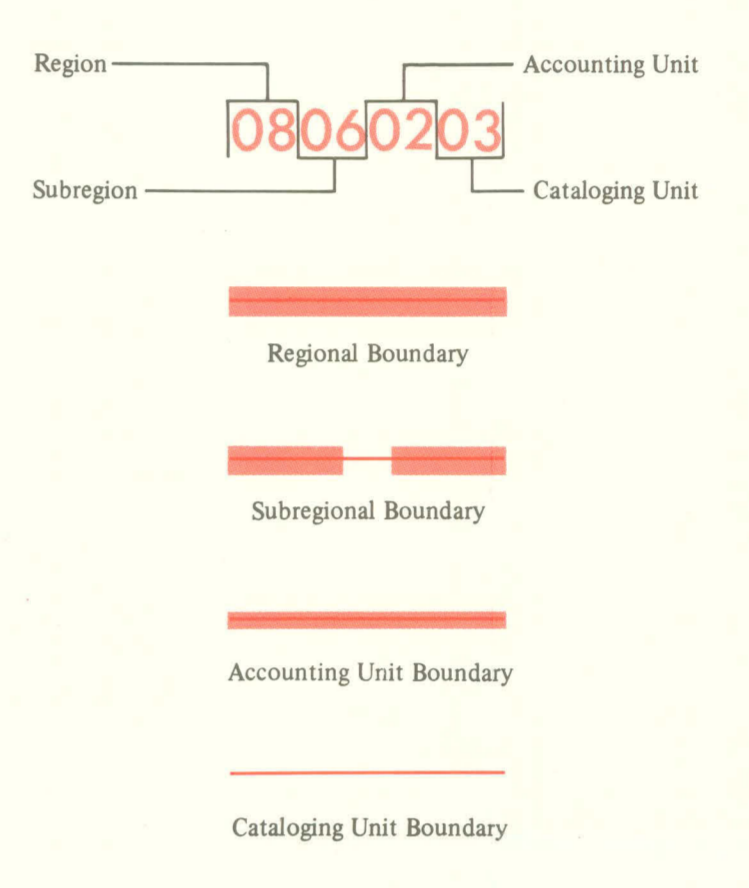 Region Accounting Unit
08060203
Subregion Cataloging Unit
Regional Boundary
Subregional Boundary
Accounting Unit Boundary
Cataloging Unit Boundary